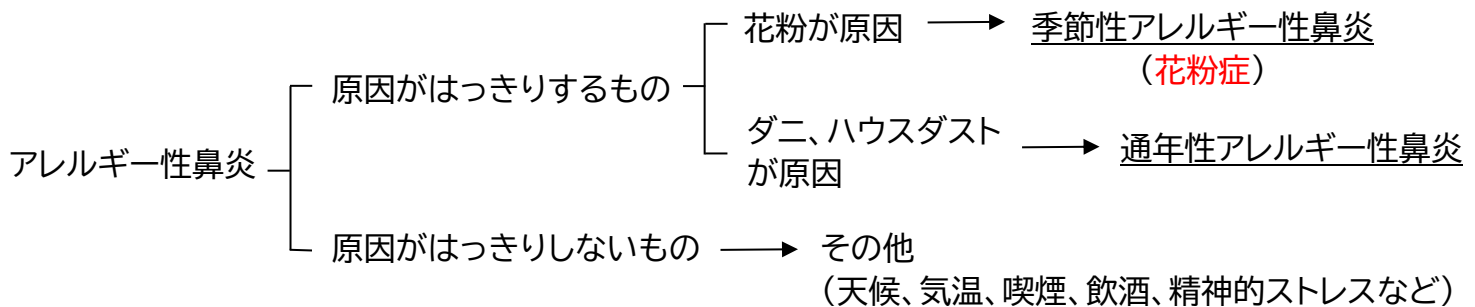 花粉が原因
季節性アレルギー性鼻炎
（花粉症）
原因がはっきりするもの
ダニ、ハウスダスト
が原因
通年性アレルギー性鼻炎
アレルギー性鼻炎
原因がはっきりしないもの
その他
（天候、気温、喫煙、飲酒、精神的ストレスなど）